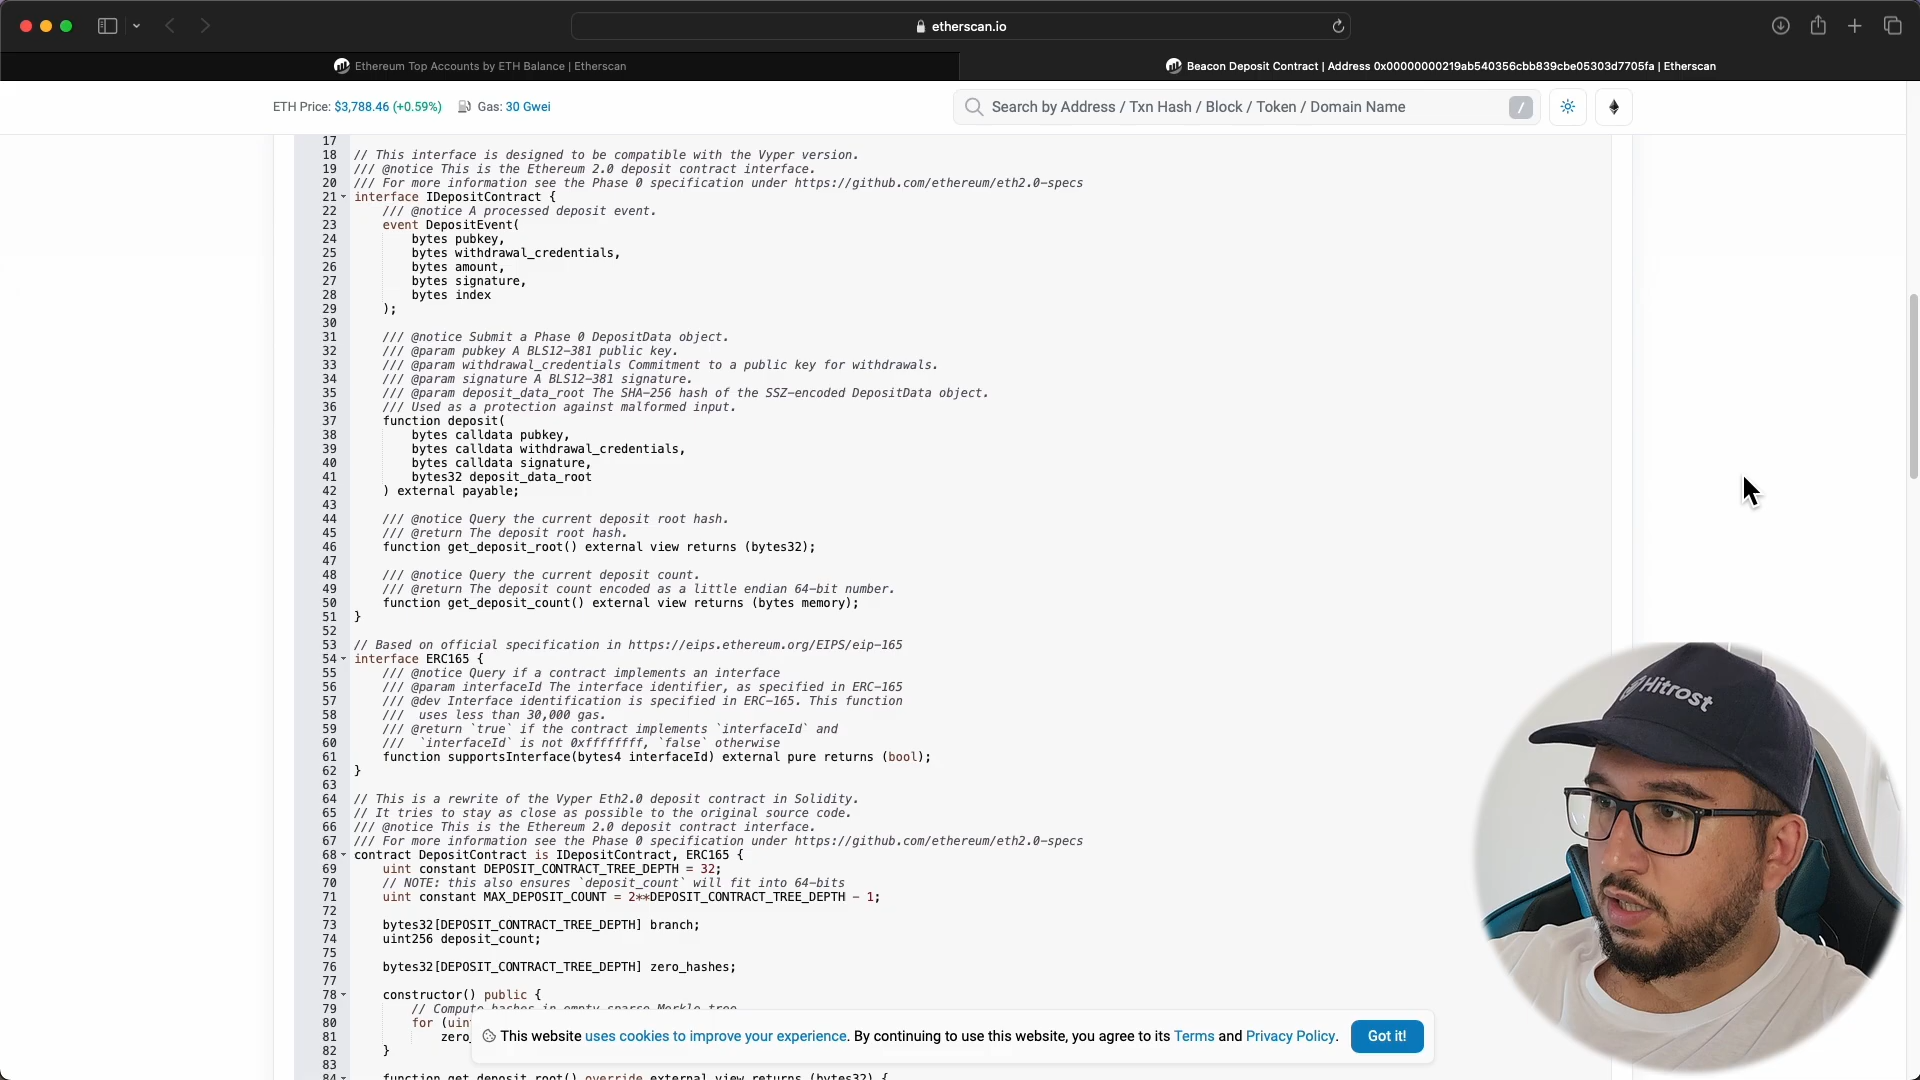 etherscan.io
Ethereum Top Accounts by ETH Balance | Etherscan
Beacon Deposit Contract | Address 0x00000000219ab540356cbb839cbe05303d7705fa | Etherscan
ETH Price: $3,788.46 (+0.59%) Gas: 30 Gwei
Search by Address / Txn Hash / Block / Token / Domain Name /
17
18 // This interface is designed to be compatible with the Vyper version.
19 /// @notice This is the Ethereum 2.0 deposit contract interface.
20 /// For more information see the Phase 0 specification under https://github.com/ethereum/eth2.0-specs
21 interface IDepositContract {
22 /// @notice A processed deposit event.
23 event DepositEvent(
24 bytes pubkey,
25 bytes withdrawal_credentials,
26 bytes amount,
27 bytes signature,
28 bytes index
29 );
30
31 /// @notice Submit a Phase 0 DepositData object.
32 /// @param pubkey A BLS12-381 public key.
33 /// @param withdrawal_credentials Commitment to a public key for withdrawals.
34 /// @param signature A BLS12-381 signature.
35 /// @param deposit_data_root The SHA-256 hash of the SSZ-encoded DepositData object.
36 /// Used as a protection against malformed input.
37 function deposit(
38 bytes calldata pubkey,
39 bytes calldata withdrawal_credentials,
40 bytes calldata signature,
41 bytes32 deposit_data_root
42 ) external payable;
43
44 /// @notice Query the current deposit root hash.
45 /// @return The deposit root hash.
46 function get_deposit_root() external view returns (bytes32);
47
48 /// @notice Query the current deposit count.
49 /// @return The deposit count encoded as a little endian 64-bit number.
50 function get_deposit_count() external view returns (bytes memory);
51 }
52
53 // Based on official specification in https://eips.ethereum.org/EIPS/eip-165
54 interface ERC165 {
55 /// @notice Query if a contract implements an interface
56 /// @param interfaceId The interface identifier, as specified in ERC-165
57 /// @dev Interface identification is specified in ERC-165. This function
58 /// uses less than 30,000 gas.
59 /// @return `true` if the contract implements `interfaceId` and
60 /// `interfaceId` is not 0xffffffff, `false` otherwise
61 function supportsInterface(bytes4 interfaceId) external pure returns (bool);
62 }
63
64 // This is a rewrite of the Vyper Eth2.0 deposit contract in Solidity.
65 // It tries to stay as close as possible to the original source code.
66 /// @notice This is the Ethereum 2.0 deposit contract interface.
67 /// For more information see the Phase 0 specification under https://github.com/ethereum/eth2.0-specs
68 contract DepositContract is IDepositContract, ERC165 {
69 uint constant DEPOSIT_CONTRACT_TREE_DEPTH = 32;
70 // NOTE: this also ensures `deposit_count` will fit into 64-bits
71 uint constant MAX_DEPOSIT_COUNT = 2**DEPOSIT_CONTRACT_TREE_DEPTH - 1;
72
73 bytes32[DEPOSIT_CONTRACT_TREE_DEPTH] branch;
74 uint256 deposit_count;
75
76 bytes32[DEPOSIT_CONTRACT_TREE_DEPTH] zero_hashes;
77
78 constructor() public {
79 // Compute hashes in empty sparse Merkle tree
80 for (uin
81 zero_
82 }
83
84 function get_deposit_root() override external view returns (bytes32) {
This website uses cookies to improve your experience. By continuing to use this website, you agree to its Terms and Privacy Policy. Got it!
Hitrost